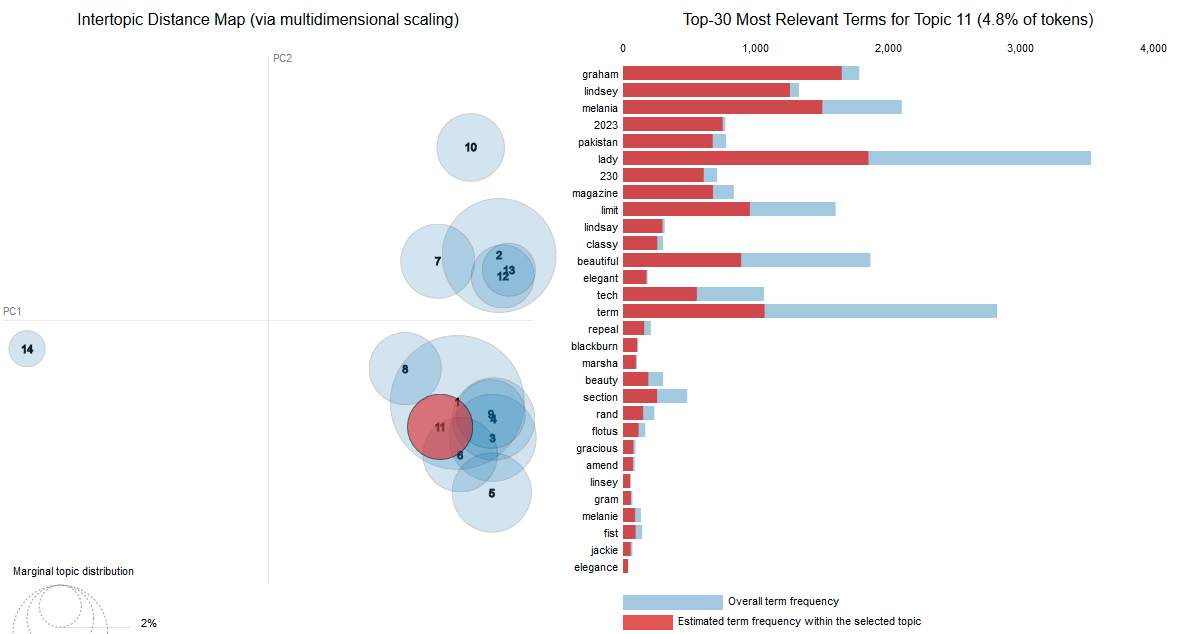 Intertopic Distance Map (via multidimensional scaling)
PC2
PC1
10
2
7
13
12
14
8
1
11
9
4
3
6
5
Marginal topic distribution
2%
Top-30 Most Relevant Terms for Topic 11 (4.8% of tokens)
0 1,000 2,000 3,000 4,000
graham
lindsey
melania
2023
pakistan
lady
230
magazine
limit
lindsay
classy
beautiful
elegant
tech
term
repeal
blackburn
marsha
beauty
section
rand
flotus
gracious
amend
linsey
gram
melanie
fist
jackie
elegance
Overall term frequency
Estimated term frequency within the selected topic